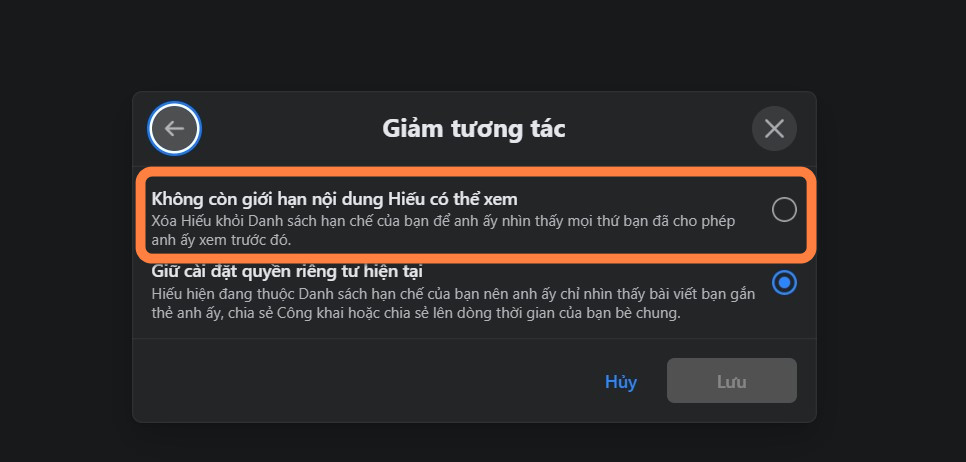 Giảm tương tác
Không còn giới hạn nội dung Hiếu có thể xem
Xóa Hiếu khỏi Danh sách hạn chế của bạn để anh ấy nhìn thấy mọi thứ bạn đã cho phép
anh ấy xem trước đó.
Giữ cài đặt quyền riêng tư hiện tại
Hiếu hiện đang thuộc Danh sách hạn chế của bạn nên anh ấy chỉ nhìn thấy bài viết bạn gắn
thẻ anh ấy, chia sẻ Công khai hoặc chia sẻ lên dòng thời gian của bạn bè chung.
Hủy
Lưu